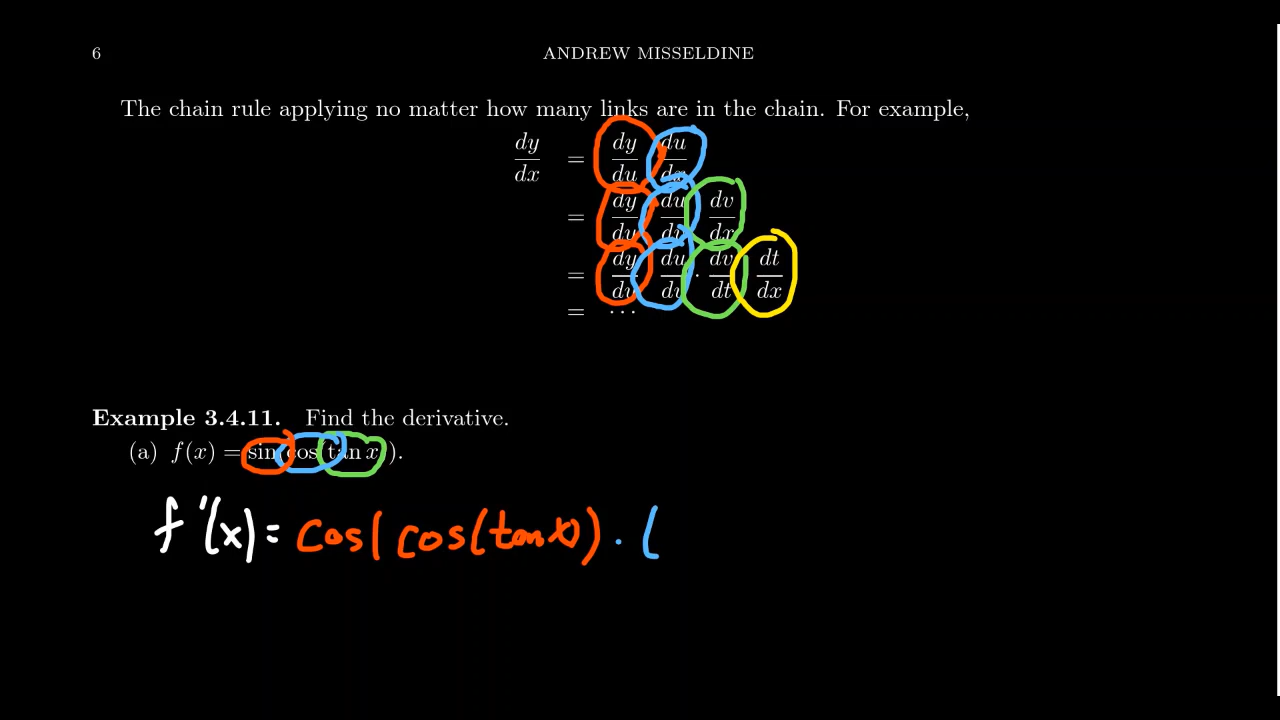 6 ANDREW MISSELDINE
The chain rule applying no matter how many links are in the chain. For example,
dy/dx = dy/du du/dx
= dy/du du/dv dv/dx
= dy/dv du/dv · dv/dt dt/dx
= ···
Example 3.4.11. Find the derivative.
(a) f(x) = sin(cos(tan x)).
f'(x) = cos(cos(tan x)) · (